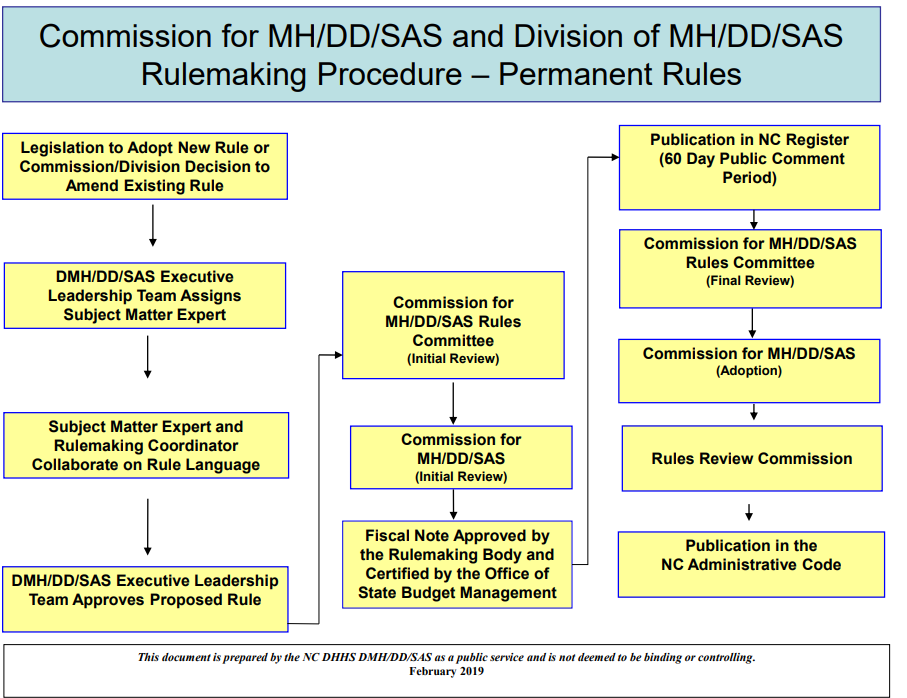 Commission for MH/DD/SAS and Division of MH/DD/SAS
Rulemaking Procedure – Permanent Rules
Legislation to Adopt New Rule or
Commission/Division Decision to
Amend Existing Rule
DMH/DD/SAS Executive
Leadership Team Assigns
Subject Matter Expert
Subject Matter Expert and
Rulemaking Coordinator
Collaborate on Rule Language
DMH/DD/SAS Executive Leadership
Team Approves Proposed Rule
Commission for
MH/DD/SAS Rules
Committee
(Initial Review)
Commission for
MH/DD/SAS
(Initial Review)
Fiscal Note Approved by
the Rulemaking Body and
Certified by the Office of
State Budget Management
Publication in NC Register
(60 Day Public Comment
Period)
Commission for MH/DD/SAS
Rules Committee
(Final Review)
Commission for MH/DD/SAS
(Adoption)
Rules Review Commission
Publication in the
NC Administrative Code
This document is prepared by the NC DHHS DMH/DD/SAS as a public service and is not deemed to be binding or controlling.
February 2019